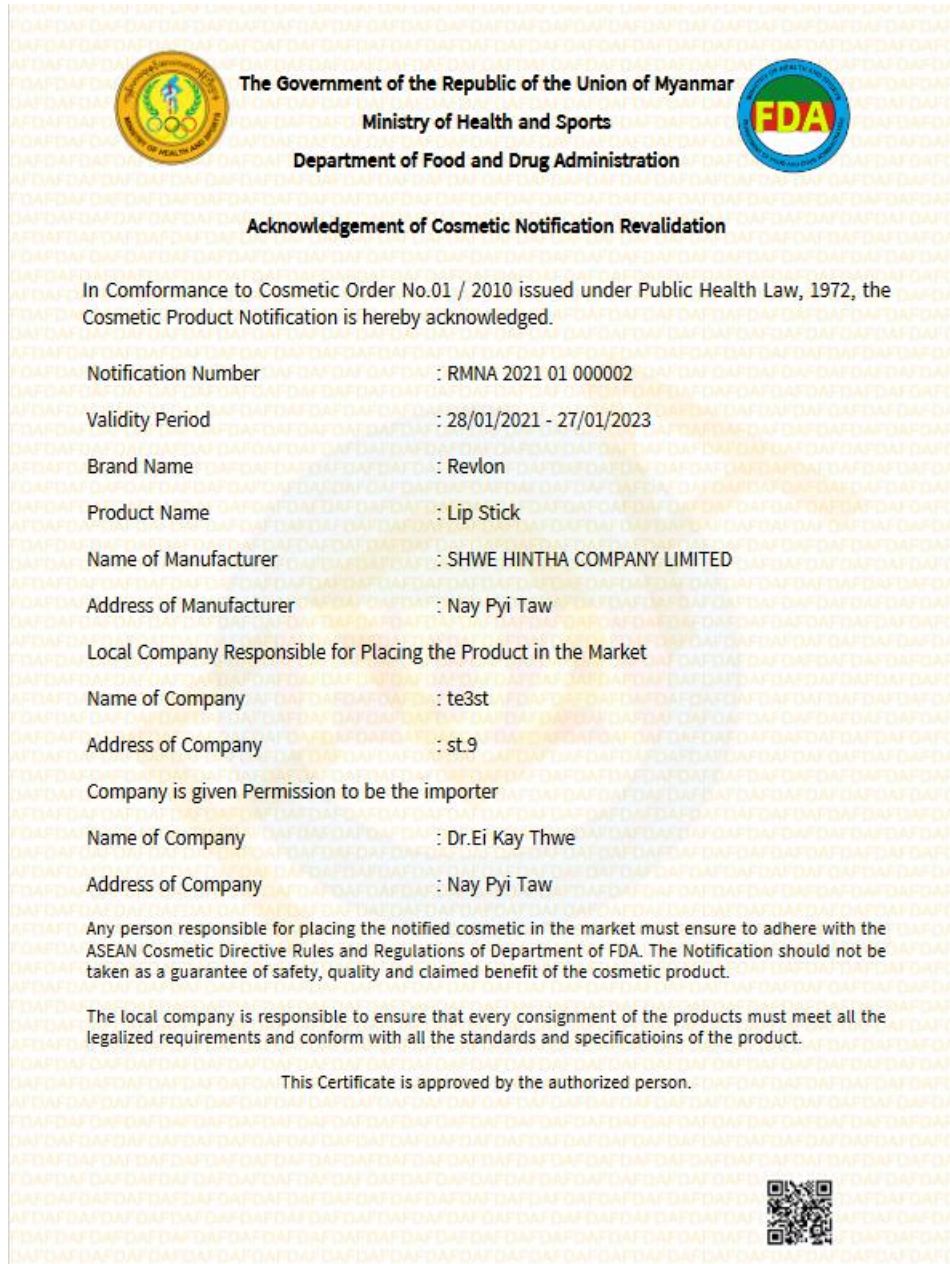 The Government of the Republic of the Union of Myanmar
Ministry of Health and Sports
Department of Food and Drug Administration
MINISTRY OF HEALTH AND SPORTS
FDA
Acknowledgement of Cosmetic Notification Revalidation
In Comformance to Cosmetic Order No.01 / 2010 issued under Public Health Law, 1972, the
Cosmetic Product Notification is hereby acknowledged.
Notification Number : RMNA 2021 01 000002
Validity Period : 28/01/2021 - 27/01/2023
Brand Name : Revlon
Product Name : Lip Stick
Name of Manufacturer : SHWE HINTHA COMPANY LIMITED
Address of Manufacturer : Nay Pyi Taw
Local Company Responsible for Placing the Product in the Market
Name of Company : te3st
Address of Company : st.9
Company is given Permission to be the importer
Name of Company : Dr.Ei Kay Thwe
Address of Company : Nay Pyi Taw
Any person responsible for placing the notified cosmetic in the market must ensure to adhere with the
ASEAN Cosmetic Directive Rules and Regulations of Department of FDA. The Notification should not be
taken as a guarantee of safety, quality and claimed benefit of the cosmetic product.
The local company is responsible to ensure that every consignment of the products must meet all the
legalized requirements and conform with all the standards and specificatioins of the product.
This Certificate is approved by the authorized person.